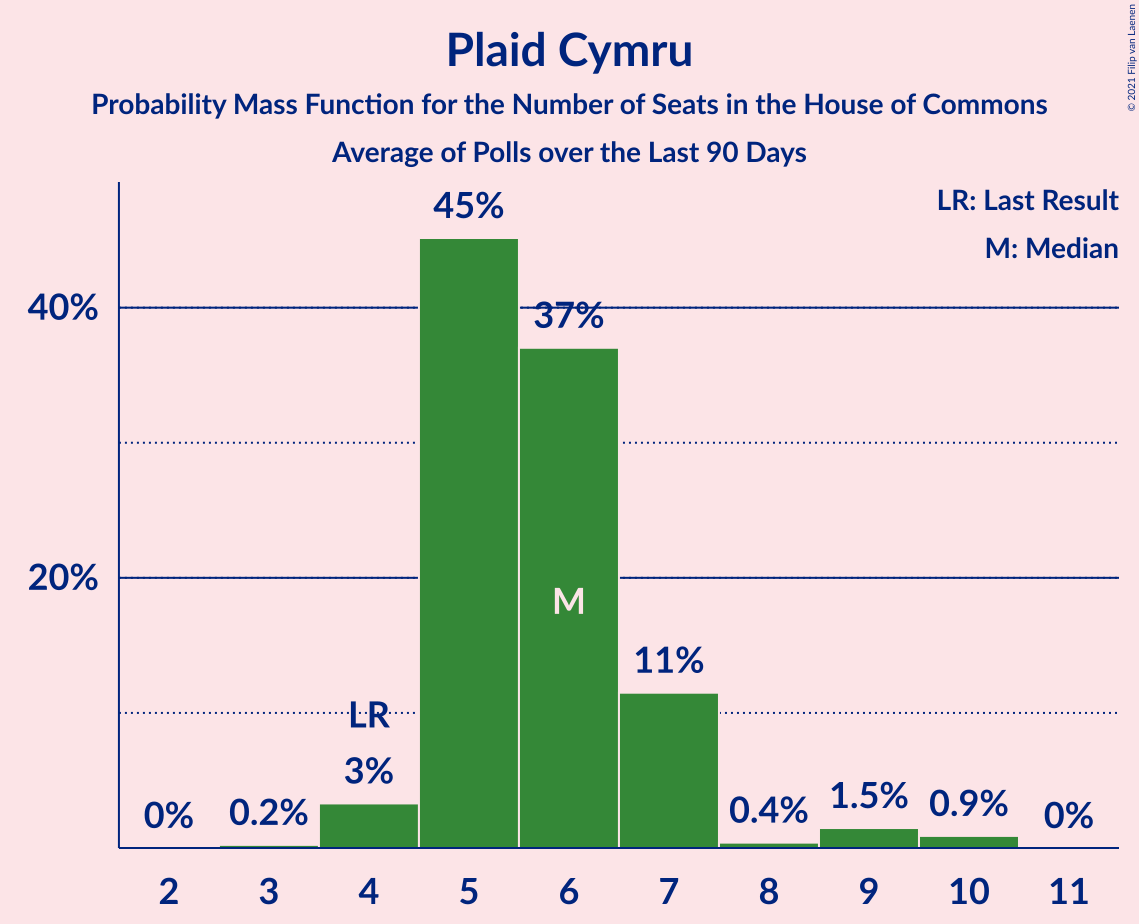 Plaid Cymru
Probability Mass Function for the Number of Seats in the House of Commons
Average of Polls over the Last 90 Days
© 2021 Filip van Laenen
LR: Last Result
M: Median
45%
40%
37%
20%
M
11%
LR
3%
0%
0.2%
0.4%
1.5%
0.9%
0%
2 3 4 5 6 7 8 9 10 11